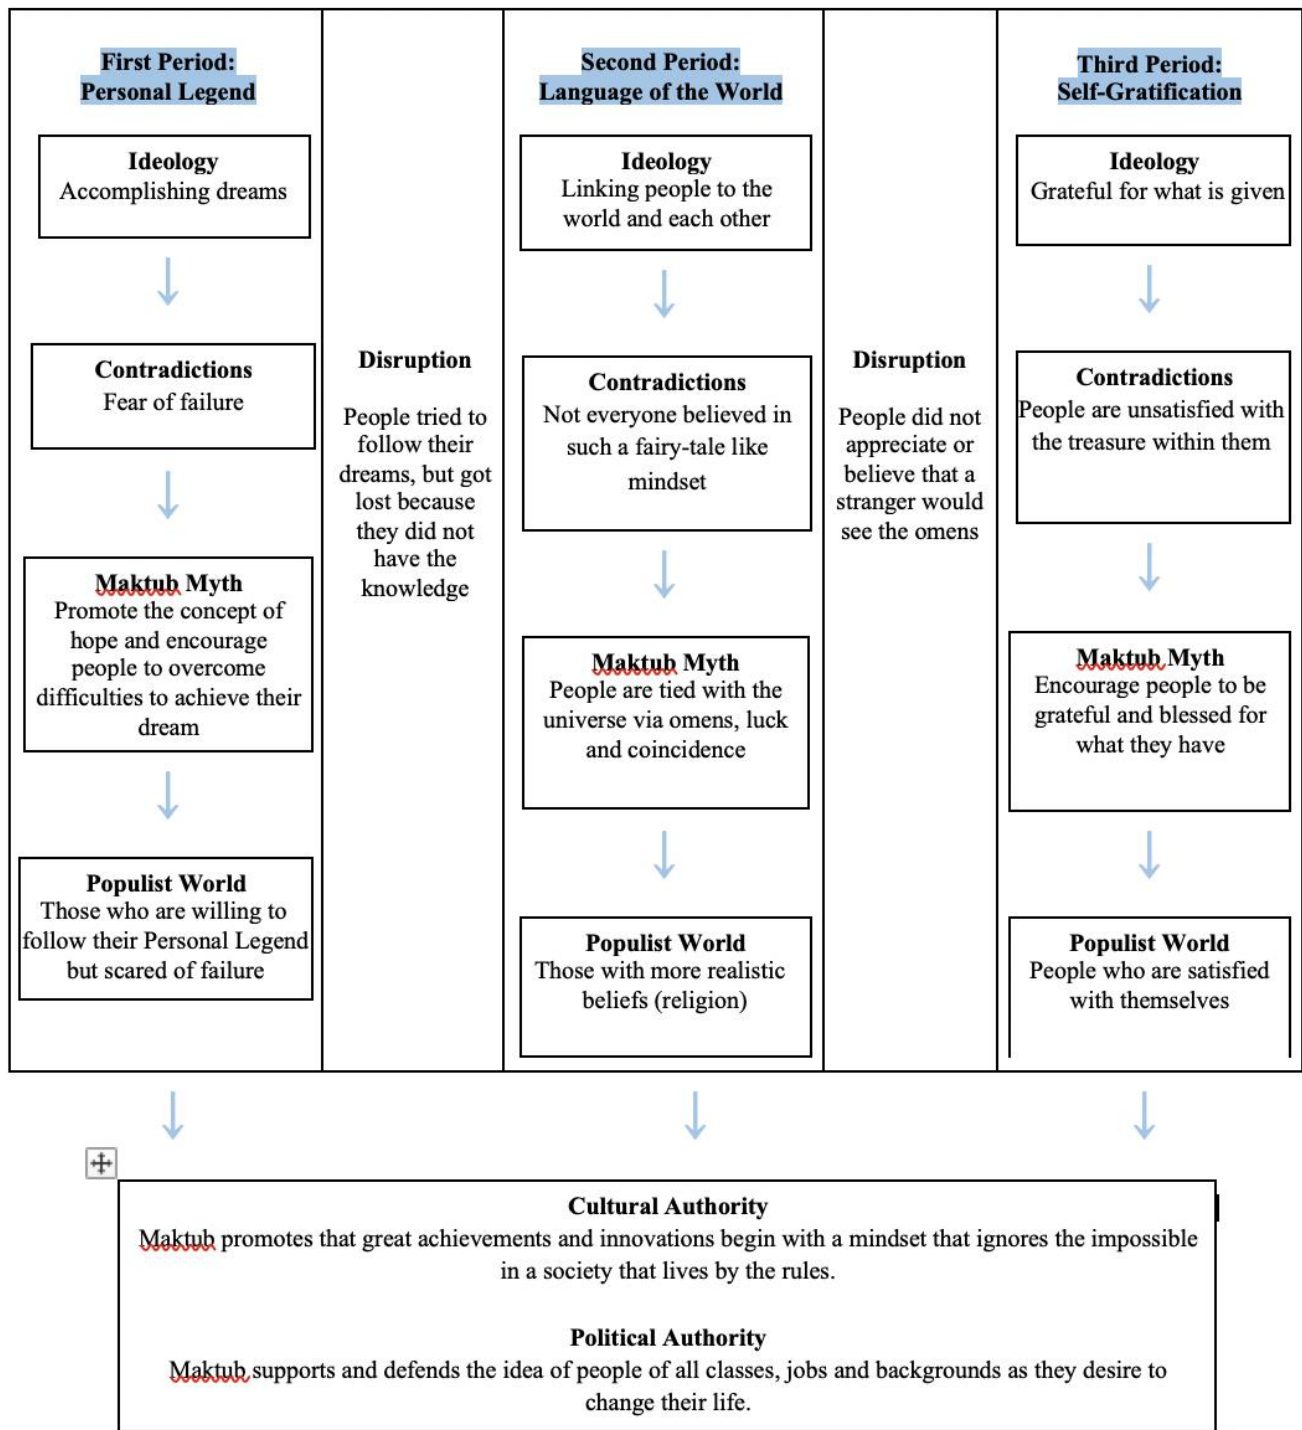 First Period:
Personal Legend
Ideology
Accomplishing dreams
Contradictions
Fear of failure
Maktub Myth
Promote the concept of
hope and encourage
people to overcome
difficulties to achieve their
dream
Populist World
Those who are willing to
follow their Personal Legend
but scared of failure
Disruption
People tried to
follow their
dreams, but got
lost because
they did not
have the
knowledge
Second Period:
Language of the World
Ideology
Linking people to the
world and each other
Contradictions
Not everyone believed in
such a fairy-tale like
mindset
Maktub Myth
People are tied with the
universe via omens, luck
and coincidence
Populist World
Those with more realistic
beliefs (religion)
Disruption
People did not
appreciate or
believe that a
stranger would
see the omens
Third Period:
Self-Gratification
Ideology
Grateful for what is given
Contradictions
People are unsatisfied with
the treasure within them
Maktub Myth
Encourage people to be
grateful and blessed for
what they have
Populist World
People who are satisfied
with themselves
Cultural Authority
Maktub promotes that great achievements and innovations begin with a mindset that ignores the impossible
in a society that lives by the rules.
Political Authority
Maktub supports and defends the idea of people of all classes, jobs and backgrounds as they desire to
change their life.